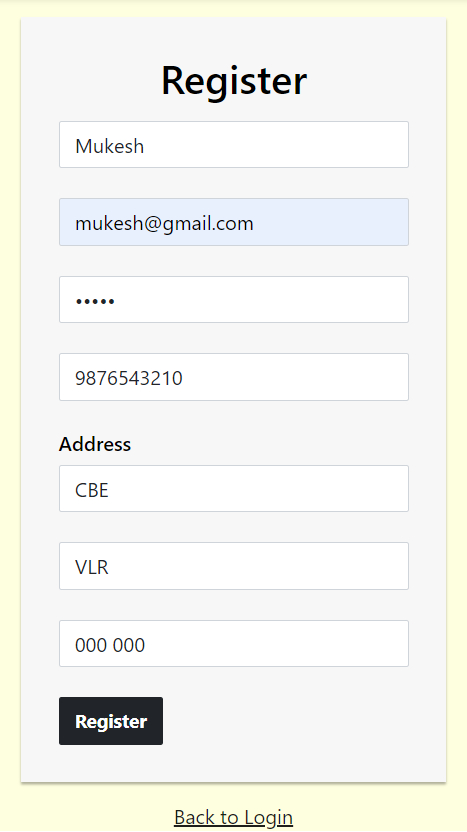 Register
Mukesh
mukesh@gmail.com
•••••
9876543210
Address
CBE
VLR
000 000
Register
Back to Login